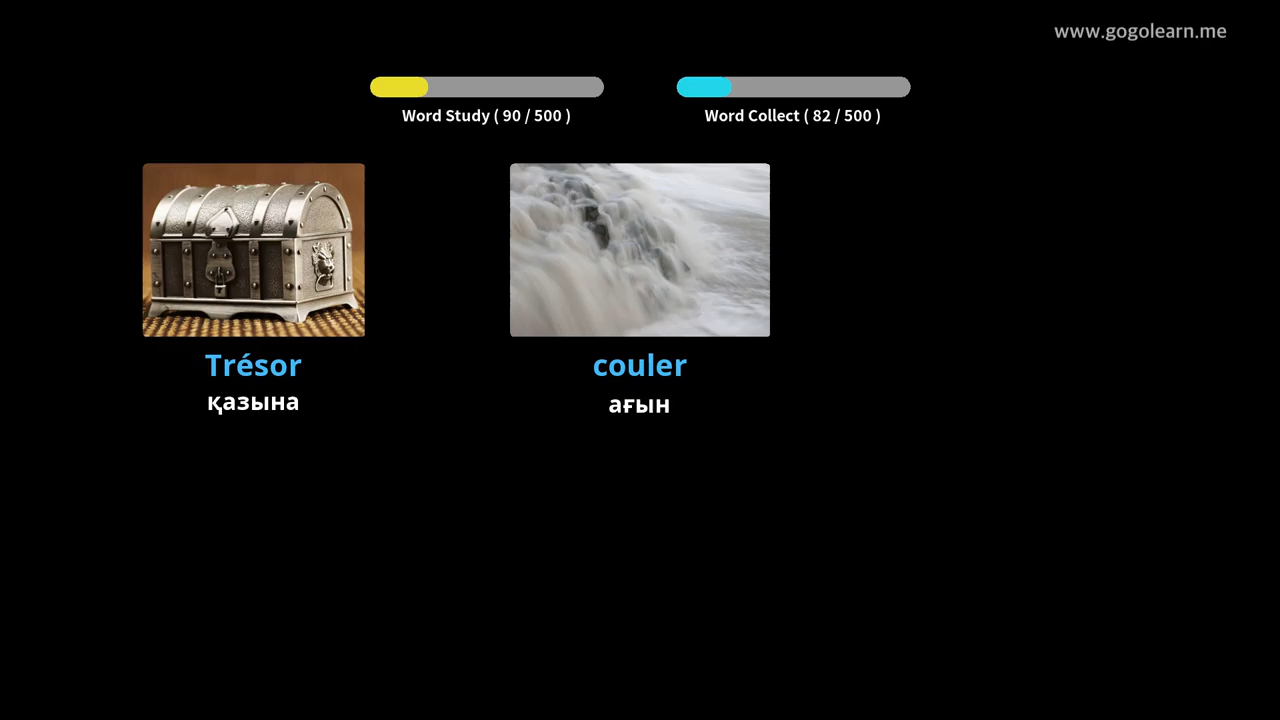 www.gogolearn.me
Word Study ( 90 / 500 )
Word Collect ( 82 / 500 )
Trésor
қазына
couler
ағын